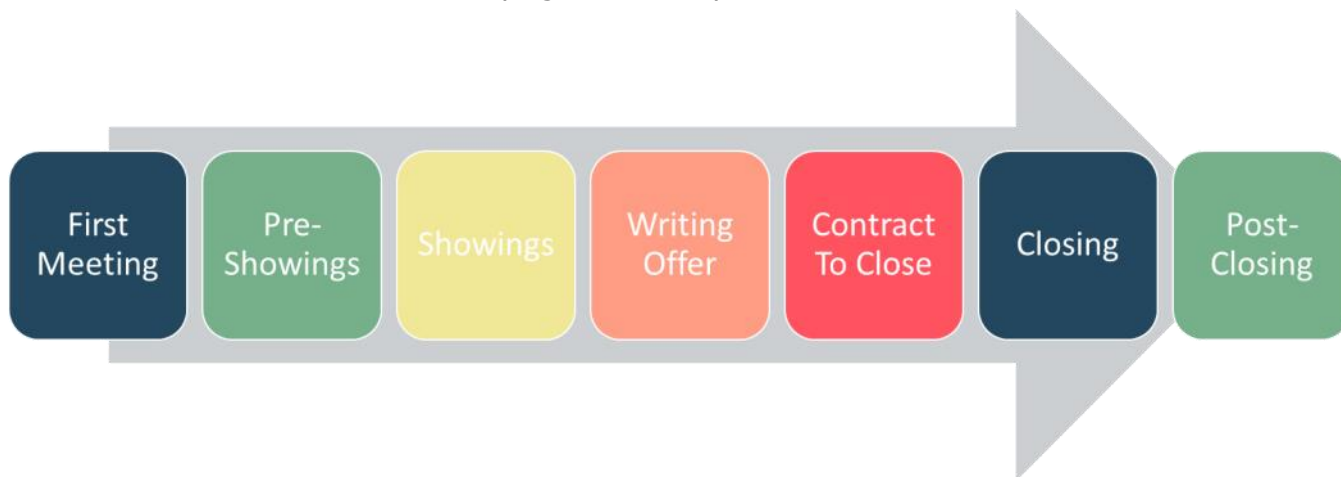 First
Meeting
Pre-
Showings
Showings
Writing
Offer
Contract
To Close
Closing
Post-
Closing